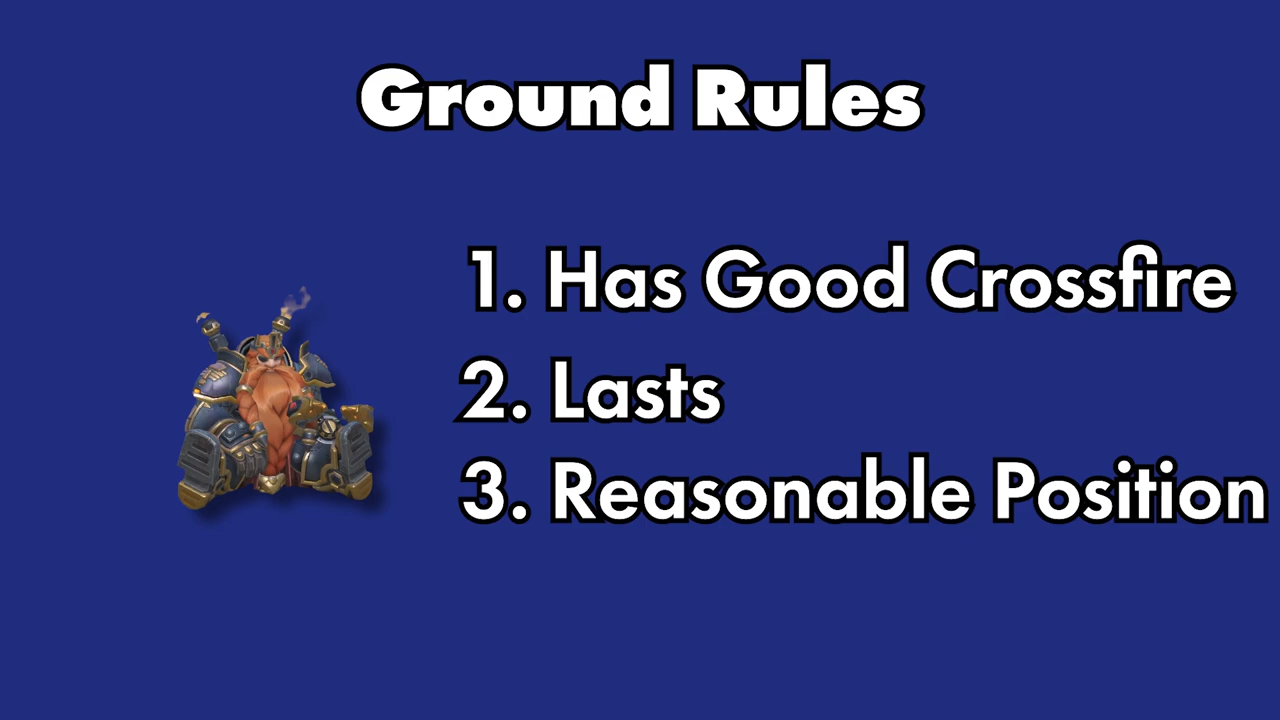 Ground Rules
1. Has Good Crossfire
2. Lasts
3. Reasonable Position